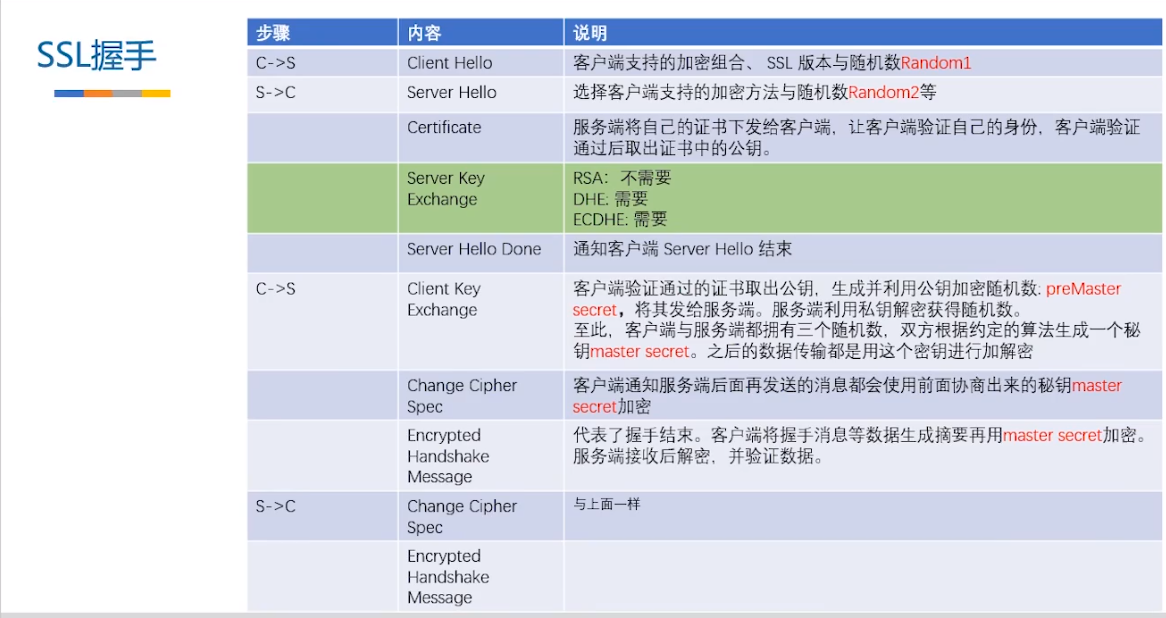 SSL握手
步骤 内容 说明
C->S Client Hello 客户端支持的加密组合、 SSL 版本与随机数Random1
S->C Server Hello 选择客户端支持的加密方法与随机数Random2等
Certificate 服务端将自己的证书下发给客户端，让客户端验证自己的身份，客户端验证
通过后取出证书中的公钥。
Server Key
Exchange
RSA： 不需要
DHE: 需要
ECDHE: 需要
Server Hello Done 通知客户端 Server Hello 结束
C->S Client Key
Exchange
客户端验证通过的证书取出公钥，生成并利用公钥加密随机数: preMaster
secret，将其发给服务端。服务端利用私钥解密获得随机数。
至此，客户端与服务端都拥有三个随机数，双方根据约定的算法生成一个秘
钥master secret。之后的数据传输都是用这个密钥进行加解密
Change Cipher
Spec
客户端通知服务端后面再发送的消息都会使用前面协商出来的秘钥master
secret加密
Encrypted
Handshake
Message
代表了握手结束。客户端将握手消息等数据生成摘要再用master secret加密。
服务端接收后解密，并验证数据。
S->C Change Cipher
Spec
与上面一样
Encrypted
Handshake
Message